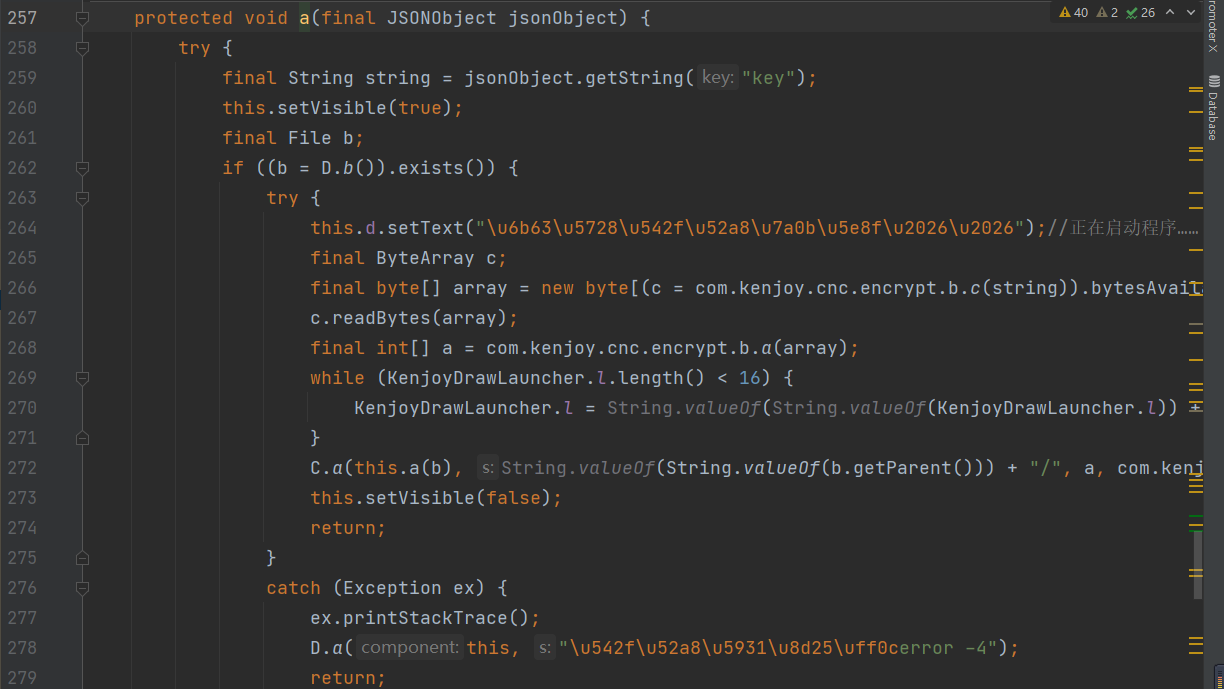 257 protected void a(final JSONObject jsonObject) {
40 2 26
258 try {
259 final String string = jsonObject.getString( key: "key");
260 this.setVisible(true);
261 final File b;
262 if ((b = D.b()).exists()) {
263 try {
264 this.d.setText("\u6b63\u5728\u542f\u52a8\u7a0b\u5e8f\u2026\u2026");//正在启动程序……
265 final ByteArray c;
266 final byte[] array = new byte[(c = com.kenjoy.cnc.encrypt.b.c(string)).bytesAvail
267 c.readBytes(array);
268 final int[] a = com.kenjoy.cnc.encrypt.b.a(array);
269 while (KenjoyDrawLauncher.l.length() < 16) {
270 KenjoyDrawLauncher.l = String.valueOf(String.valueOf(KenjoyDrawLauncher.l)) +
271 }
272 C.a(this.a(b), s: String.valueOf(String.valueOf(b.getParent())) + "/", a, com.kenj
273 this.setVisible(false);
274 return;
275 }
276 catch (Exception ex) {
277 ex.printStackTrace();
278 D.a( component: this, s: "\u542f\u52a8\u5931\u8d25\uff0cerror -4");
279 return;
romoter X
Database